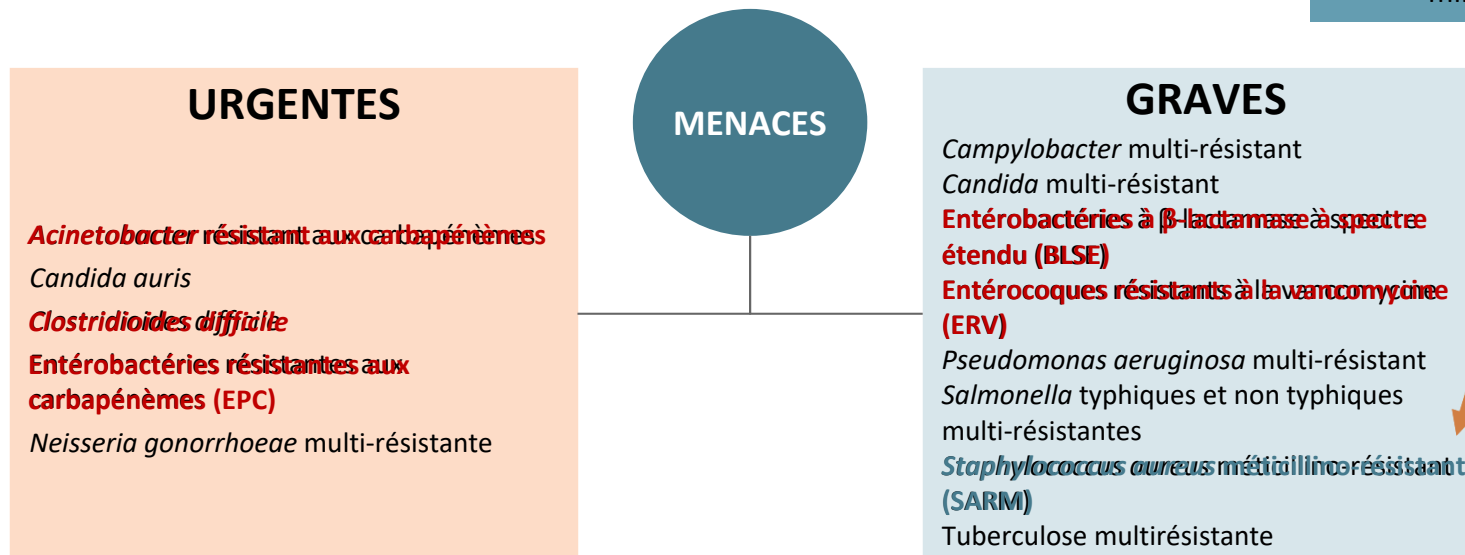 MENACES
URGENTES
Acinetobacter résistant aux carbapénèmes
Candida auris
Clostridioides difficile
Entérobactéries résistantes aux
carbapénèmes (EPC)
Neisseria gonorrhoeae multi-résistante
GRAVES
Campylobacter multi-résistant
Candida multi-résistant
Entérobactéries à β-lactamase à spectre
étendu (BLSE)
Entérocoques résistants à la vancomycine
(ERV)
Pseudomonas aeruginosa multi-résistant
Salmonella typhiques et non typhiques
multi-résistantes
Staphylococcus aureus méticillino-résistant
(SARM)
Tuberculose multirésistante